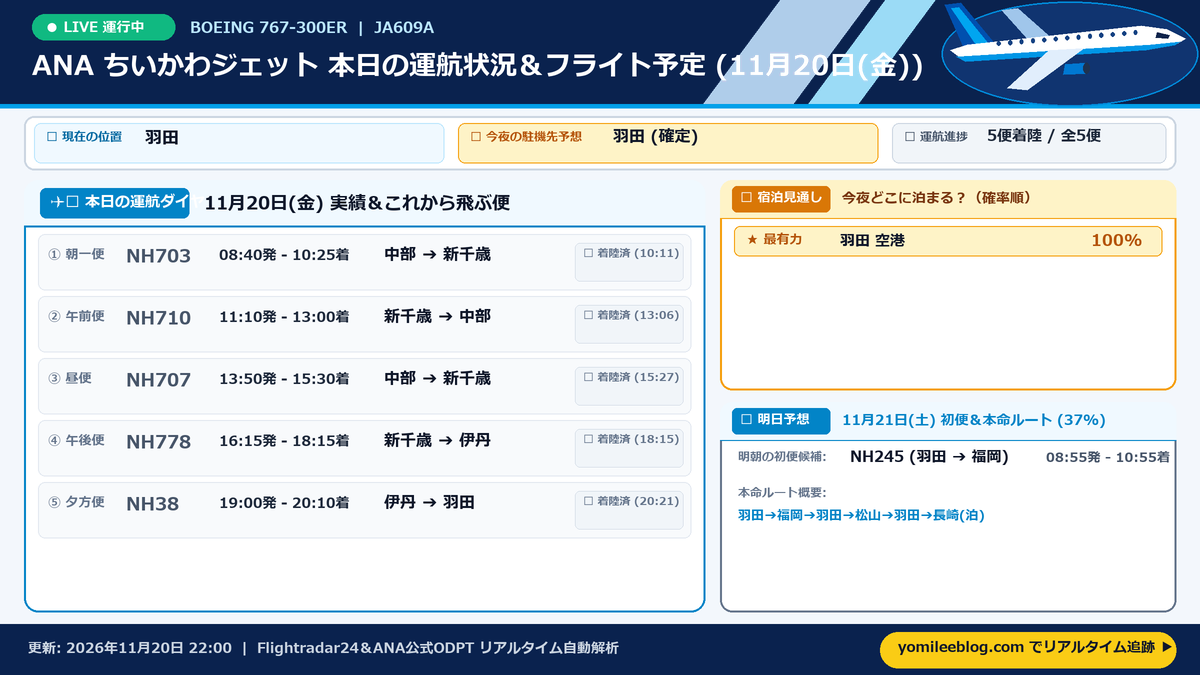 ● LIVE 運行中
BOEING 767-300ER | JA609A
ANA ちいかわジェット 本日の運航状況＆フライト予定 (11月20日(金))
□ 現在の位置 羽田
□ 今夜の駐機先予想 羽田 (確定)
□ 運航進捗 5便着陸 / 全5便
✈□ 本日の運航ダイ 11月20日(金) 実績＆これから飛ぶ便
① 朝一便 NH703 08:40発 - 10:25着 中部 → 新千歳 □ 着陸済 (10:11)
② 午前便 NH710 11:10発 - 13:00着 新千歳 → 中部 □ 着陸済 (13:06)
③ 昼便 NH707 13:50発 - 15:30着 中部 → 新千歳 □ 着陸済 (15:27)
④ 午後便 NH778 16:15発 - 18:15着 新千歳 → 伊丹 □ 着陸済 (18:15)
⑤ 夕方便 NH38 19:00発 - 20:10着 伊丹 → 羽田 □ 着陸済 (20:21)
□ 宿泊見通し 今夜どこに泊まる？（確率順）
★ 最有力 羽田 空港 100%
□ 明日予想 11月21日(土) 初便＆本命ルート (37%)
明朝の初便候補: NH245 (羽田 → 福岡) 08:55発 - 10:55着
本命ルート概要:
羽田→福岡→羽田→松山→羽田→長崎(泊)
更新: 2026年11月20日 22:00 | Flightradar24＆ANA公式ODPT リアルタイム自動解析
yomileeblog.com でリアルタイム追跡 ▶